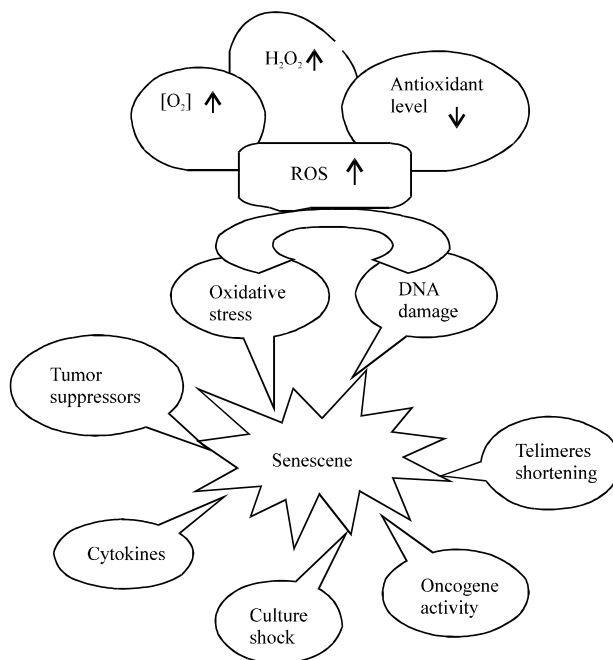 H₂O₂ ↑
[O₂] ↑
Antioxidant
level ↓
ROS ↑
Oxidative
stress
DNA
damage
Tumor
suppressors
Senescene
Telimeres
shortening
Cytokines
Culture
shock
Oncogene
activity